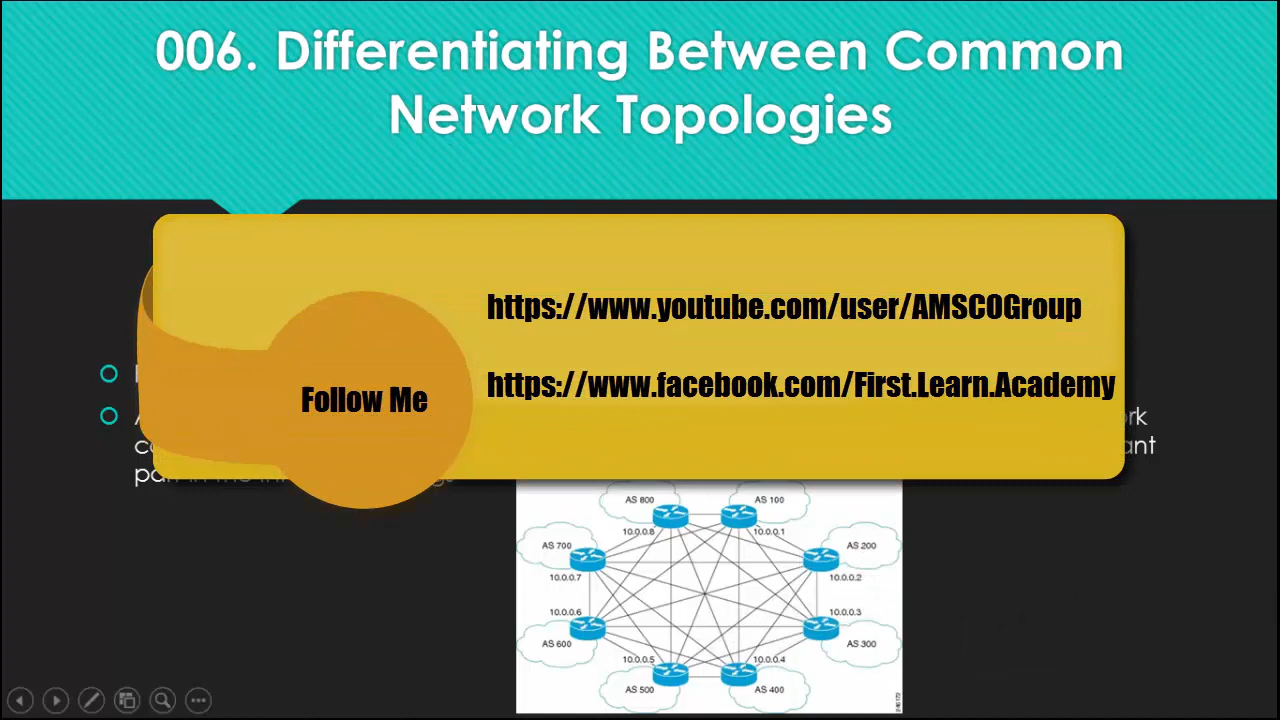 006. Differentiating Between Common
Network Topologies
https://www.youtube.com/user/AMSCOGroup
https://www.facebook.com/First.Learn.Academy
Follow Me
AS 800
AS 100
10.0.0.8
10.0.0.1
AS 700
AS 200
10.0.0.7
10.0.0.2
10.0.0.6
10.0.0.3
AS 600
AS 300
10.0.0.5
10.0.0.4
AS 500
AS 400